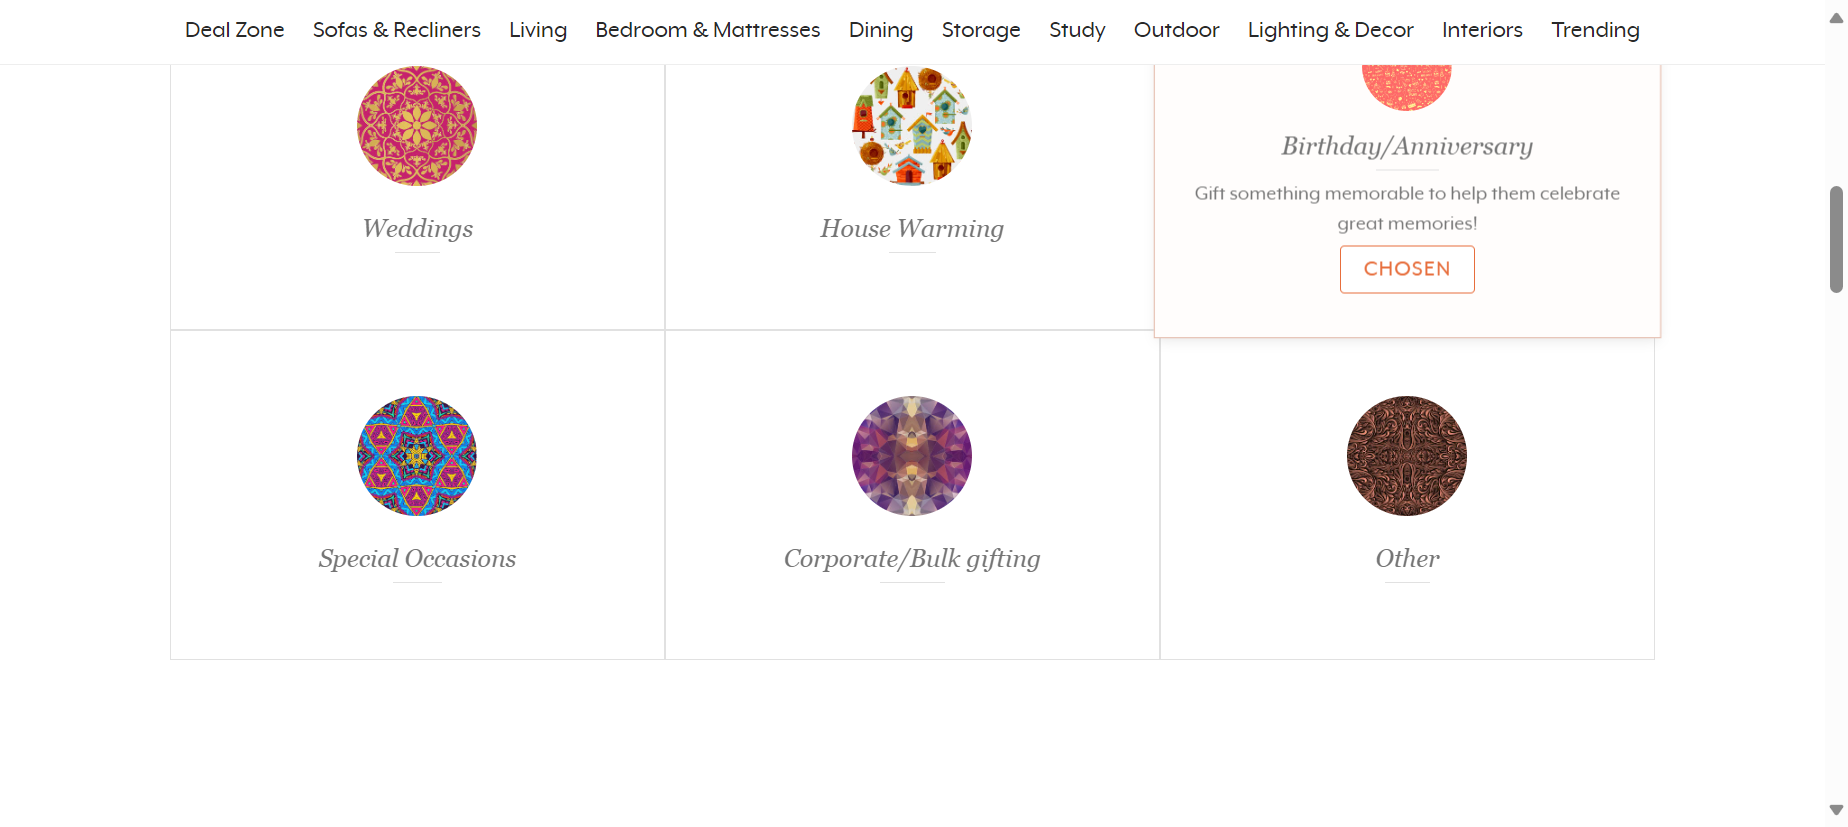 Deal Zone Sofas & Recliners Living Bedroom & Mattresses Dining Storage Study Outdoor Lighting & Decor Interiors Trending
Weddings
House Warming
Birthday/Anniversary
Gift something memorable to help them celebrate
great memories!
CHOSEN
Special Occasions
Corporate/Bulk gifting
Other